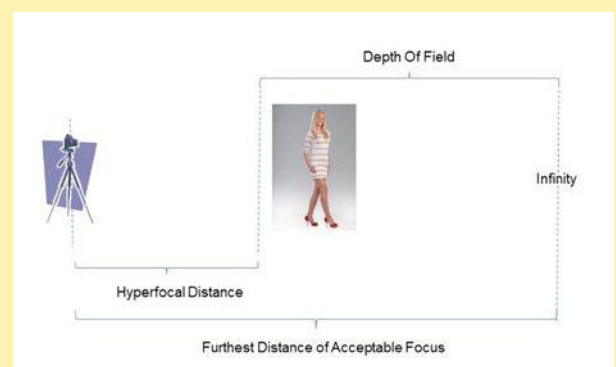 Depth Of Field
Infinity
Hyperfocal Distance
Furthest Distance of Acceptable Focus